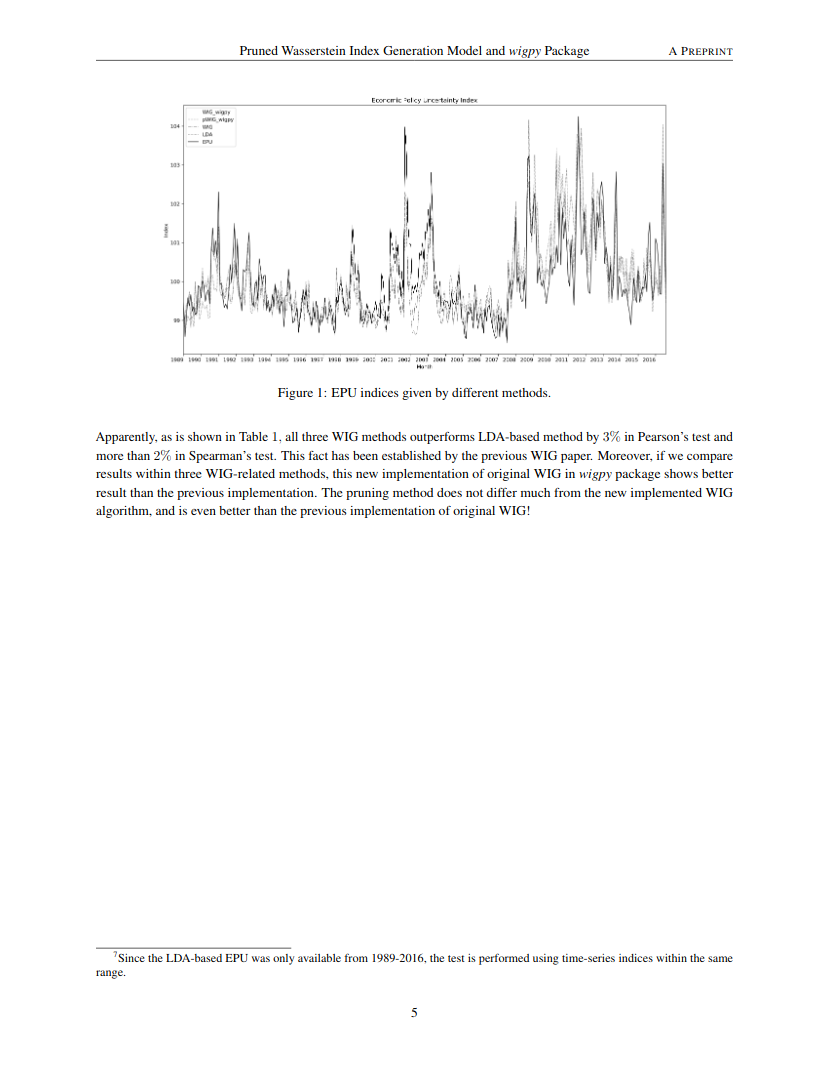 Pruned Wasserstein Index Generation Model and wigpy Package A PREPRINT
Economic Policy Uncertainty Index
WIG_wigpy
pWIG_wigpy
WIG
LDA
EPU
104
103
102
101
100
99
Index
1989 1990 1991 1992 1993 1994 1995 1996 1997 1998 1999 2000 2001 2002 2003 2004 2005 2006 2007 2008 2009 2010 2011 2012 2013 2014 2015 2016
Month
Figure 1: EPU indices given by different methods.
Apparently, as is shown in Table 1, all three WIG methods outperforms LDA-based method by 3% in Pearson's test and
more than 2% in Spearman's test. This fact has been established by the previous WIG paper. Moreover, if we compare
results within three WIG-related methods, this new implementation of original WIG in wigpy package shows better
result than the previous implementation. The pruning method does not differ much from the new implemented WIG
algorithm, and is even better than the previous implementation of original WIG!
7Since the LDA-based EPU was only available from 1989-2016, the test is performed using time-series indices within the same
range.
5